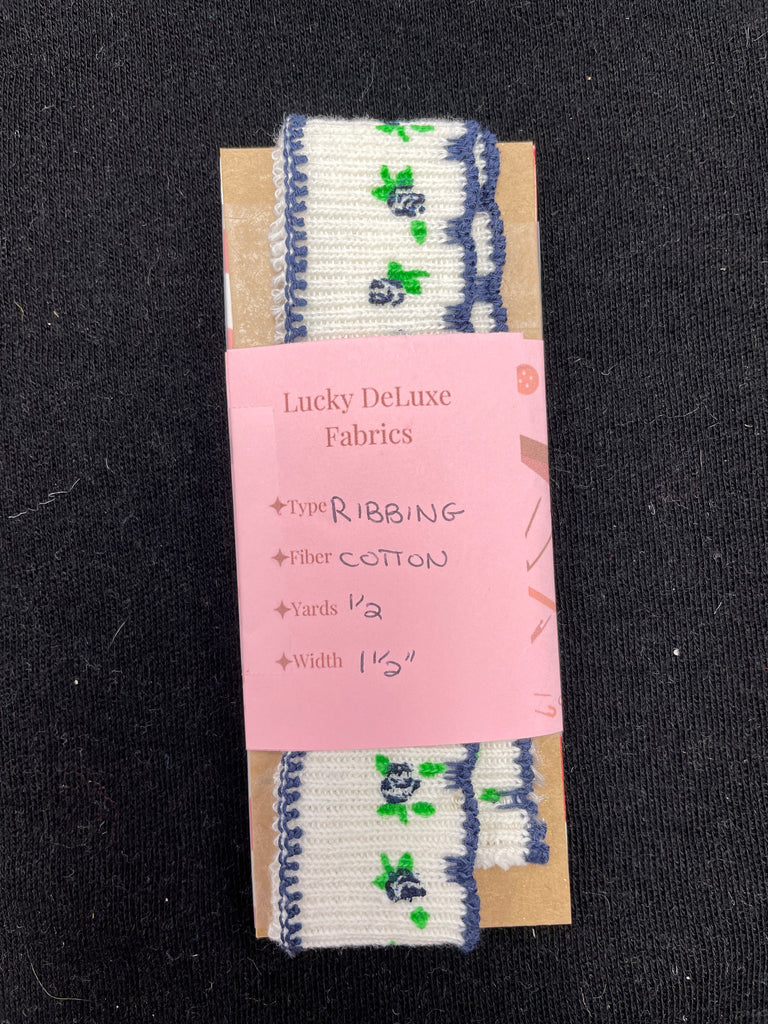 Lucky DeLuxe
Fabrics
Type RIBBING
Fiber COTTON
Yards 1/2
Width 1 1/2"